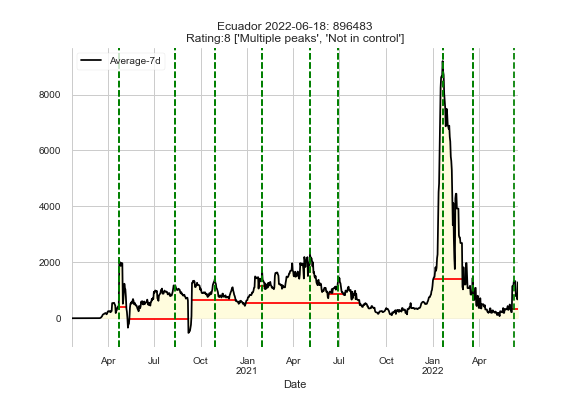 Ecuador 2022-06-18: 896483
Rating:8 ['Multiple peaks', 'Not in control']
Average-7d
8000
6000
4000
2000
0
Apr
Jul
Oct
Jan
2021
Apr
Jul
Oct
Jan
2022
Apr
Date